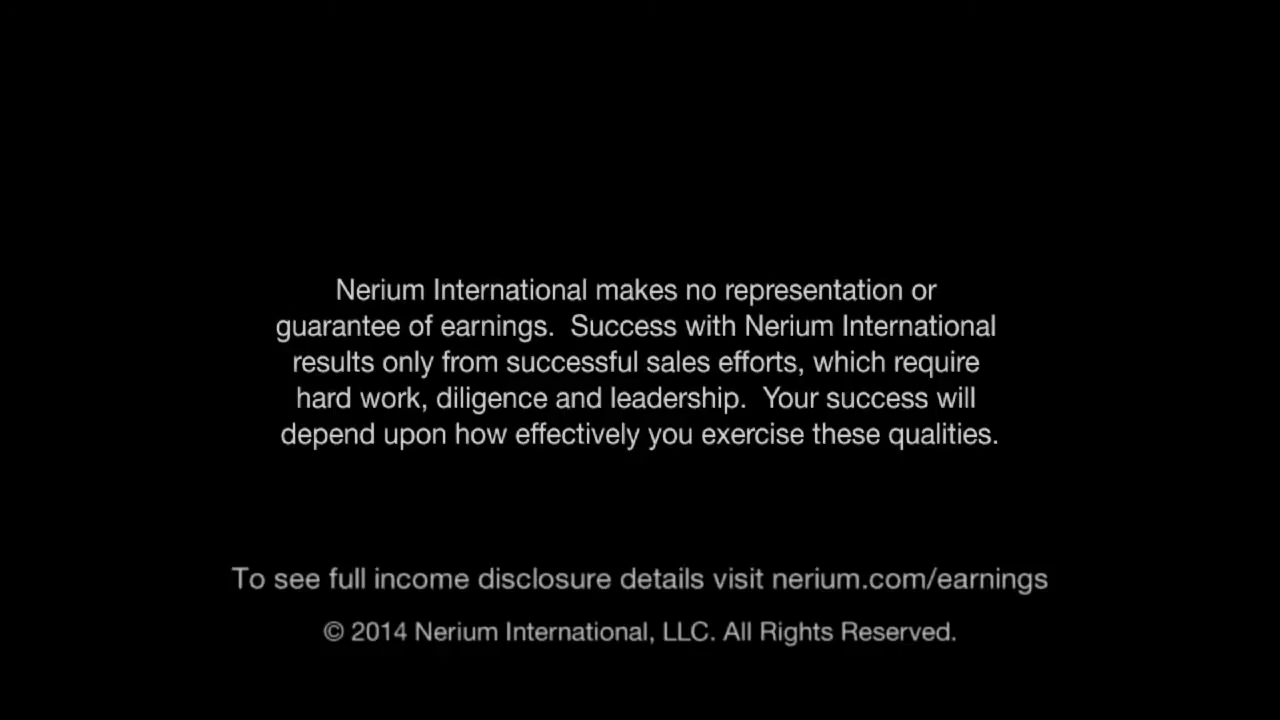 Nerium International makes no representation or
guarantee of earnings.  Success with Nerium International
results only from successful sales efforts, which require
hard work, diligence and leadership.  Your success will
depend upon how effectively you exercise these qualities.
To see full income disclosure details visit nerium.com/earnings
© 2014 Nerium International, LLC. All Rights Reserved.